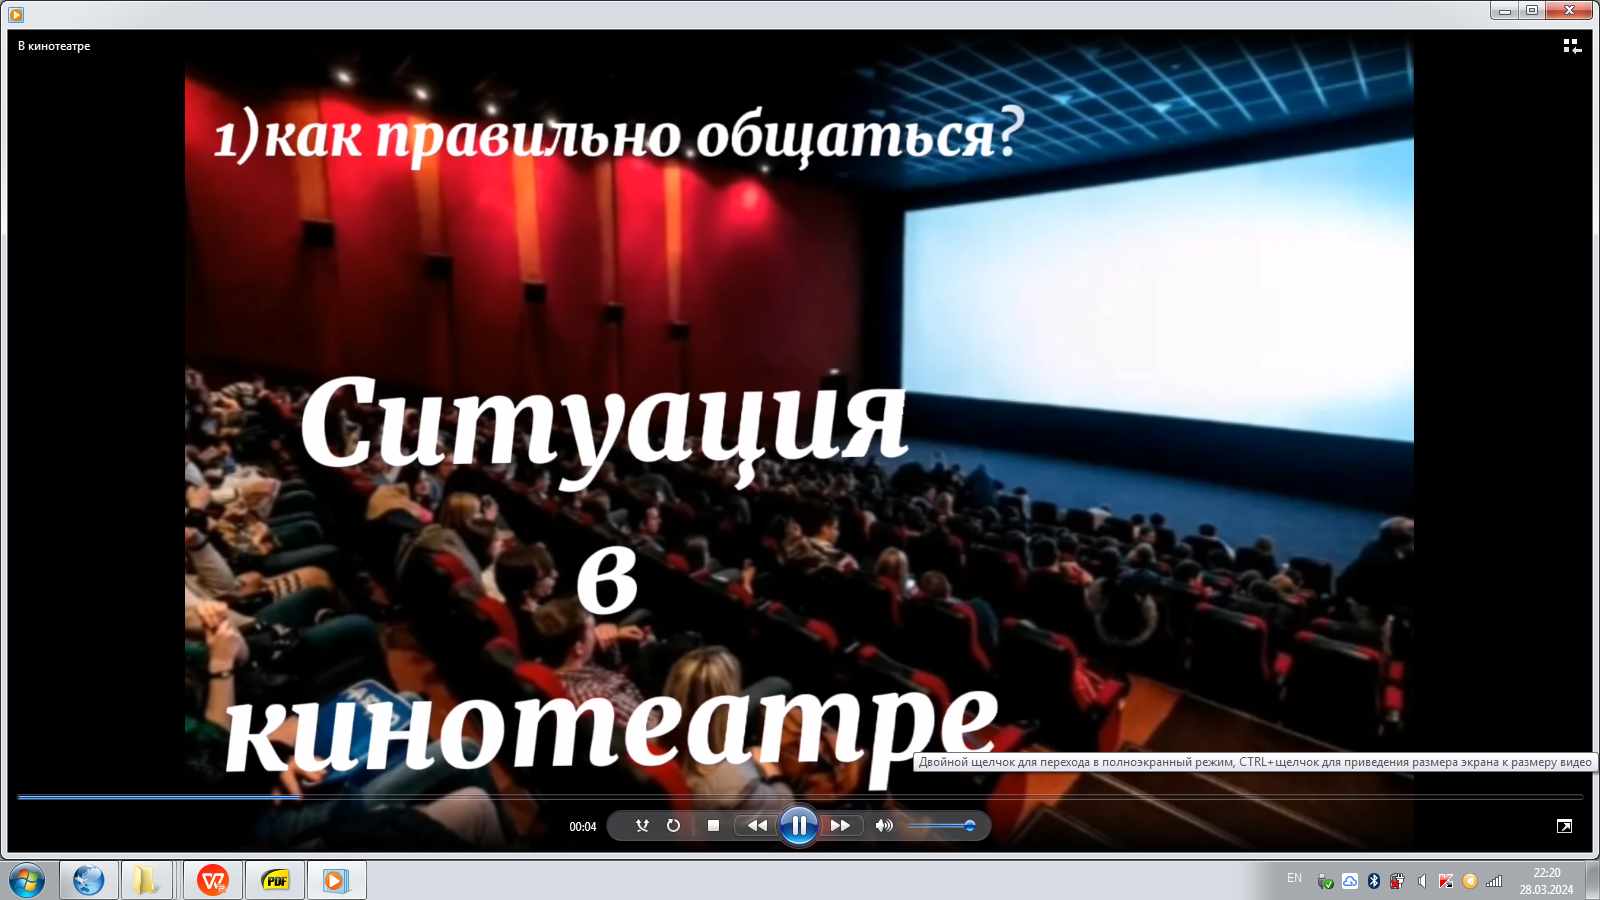 В кинотеатре
1)как правильно общаться?
Ситуация
в
кинотеатре
Двойной щелчок для перехода в полноэкранный режим, CTRL+щелчок для приведения размера экрана к размеру видео
00:04
PDF
EN
22:20
28.03.2024